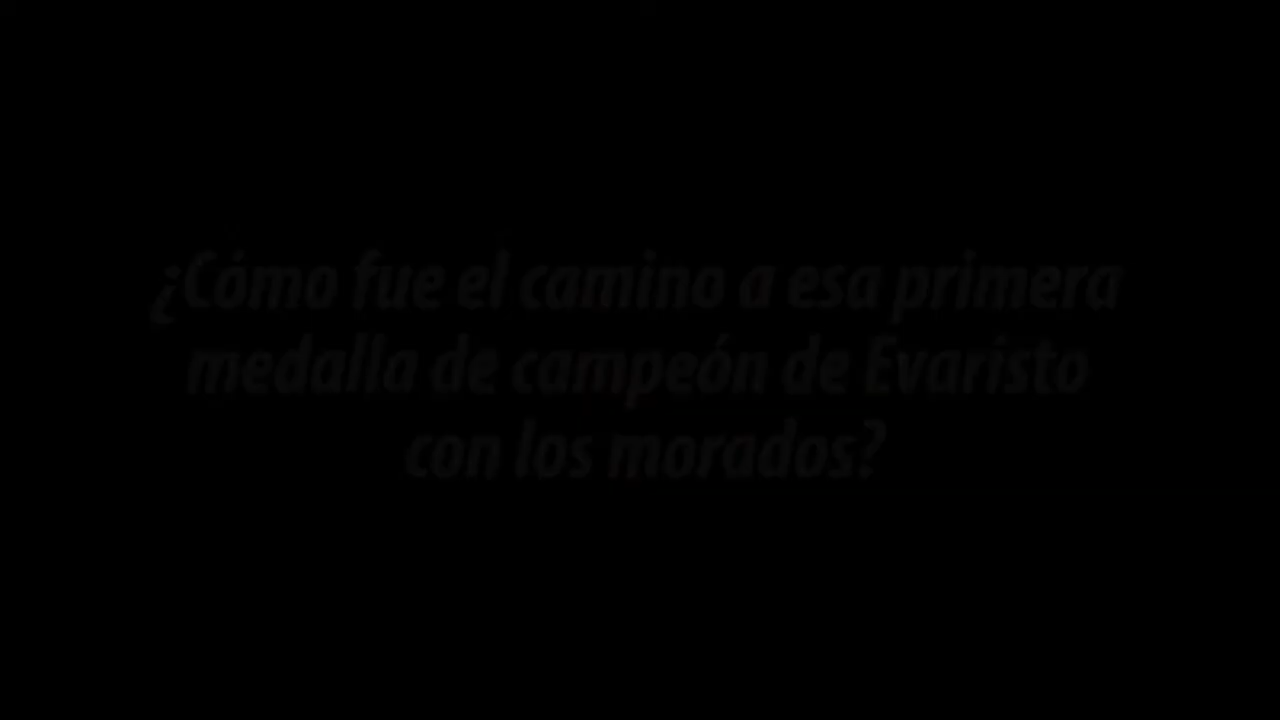 ¿Cómo fue el camino a esa primera
medalla de campeón de Evaristo
con los morados?